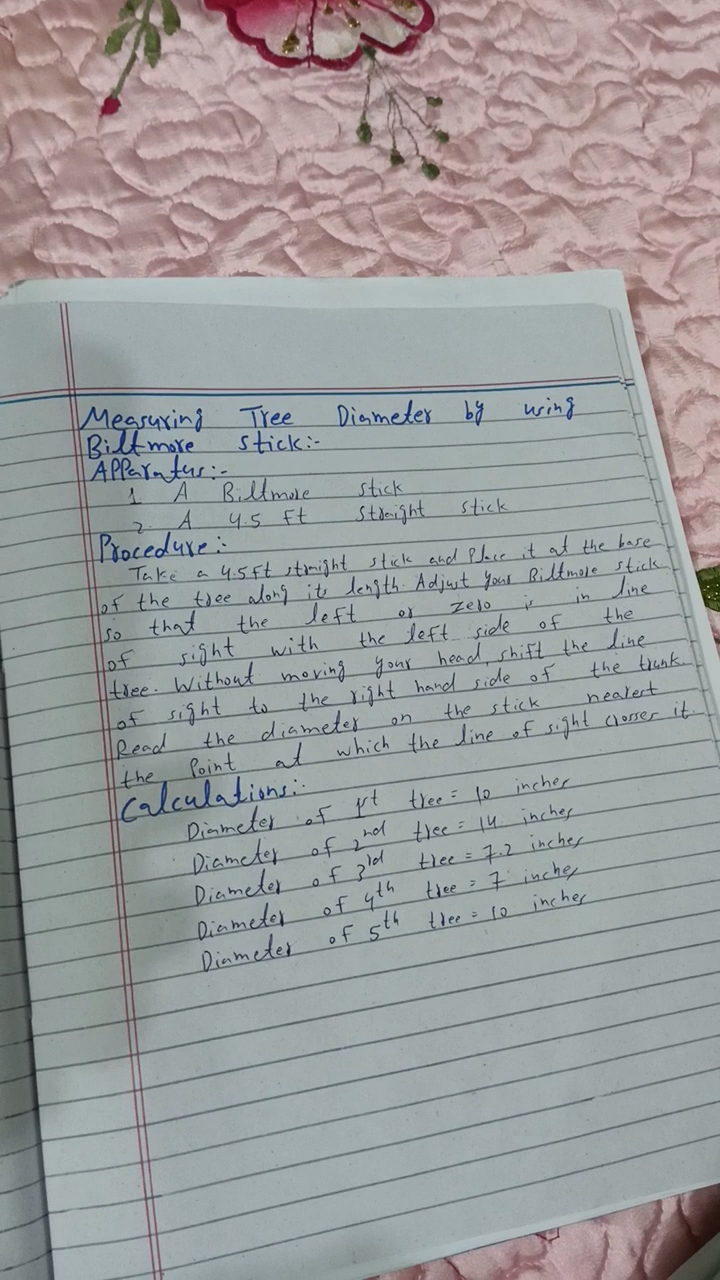 Measuring Tree Diameter by using
Biltmore stick:-
Apparatus:-
1. A Biltmore stick
2. A 4.5 Ft Straight stick
Procedure:-
Take a 4.5ft straight stick and Place it at the base
of the tree along its length. Adjust your Biltmore stick
so that the left or zero is in line
of sight with the left side of the
tree. Without moving your head, shift the line
of sight to the right hand side of the trunk.
Read the diameter on the stick nearest
the Point at which the line of sight crosses it.
Calculations:-
Diameter of 1st tree = 10 inches
Diameter of 2nd tree = 14 inches
Diameter of 3rd tree = 7.2 inches
Diameter of 4th tree = 7 inches
Diameter of 5th tree = 10 inches